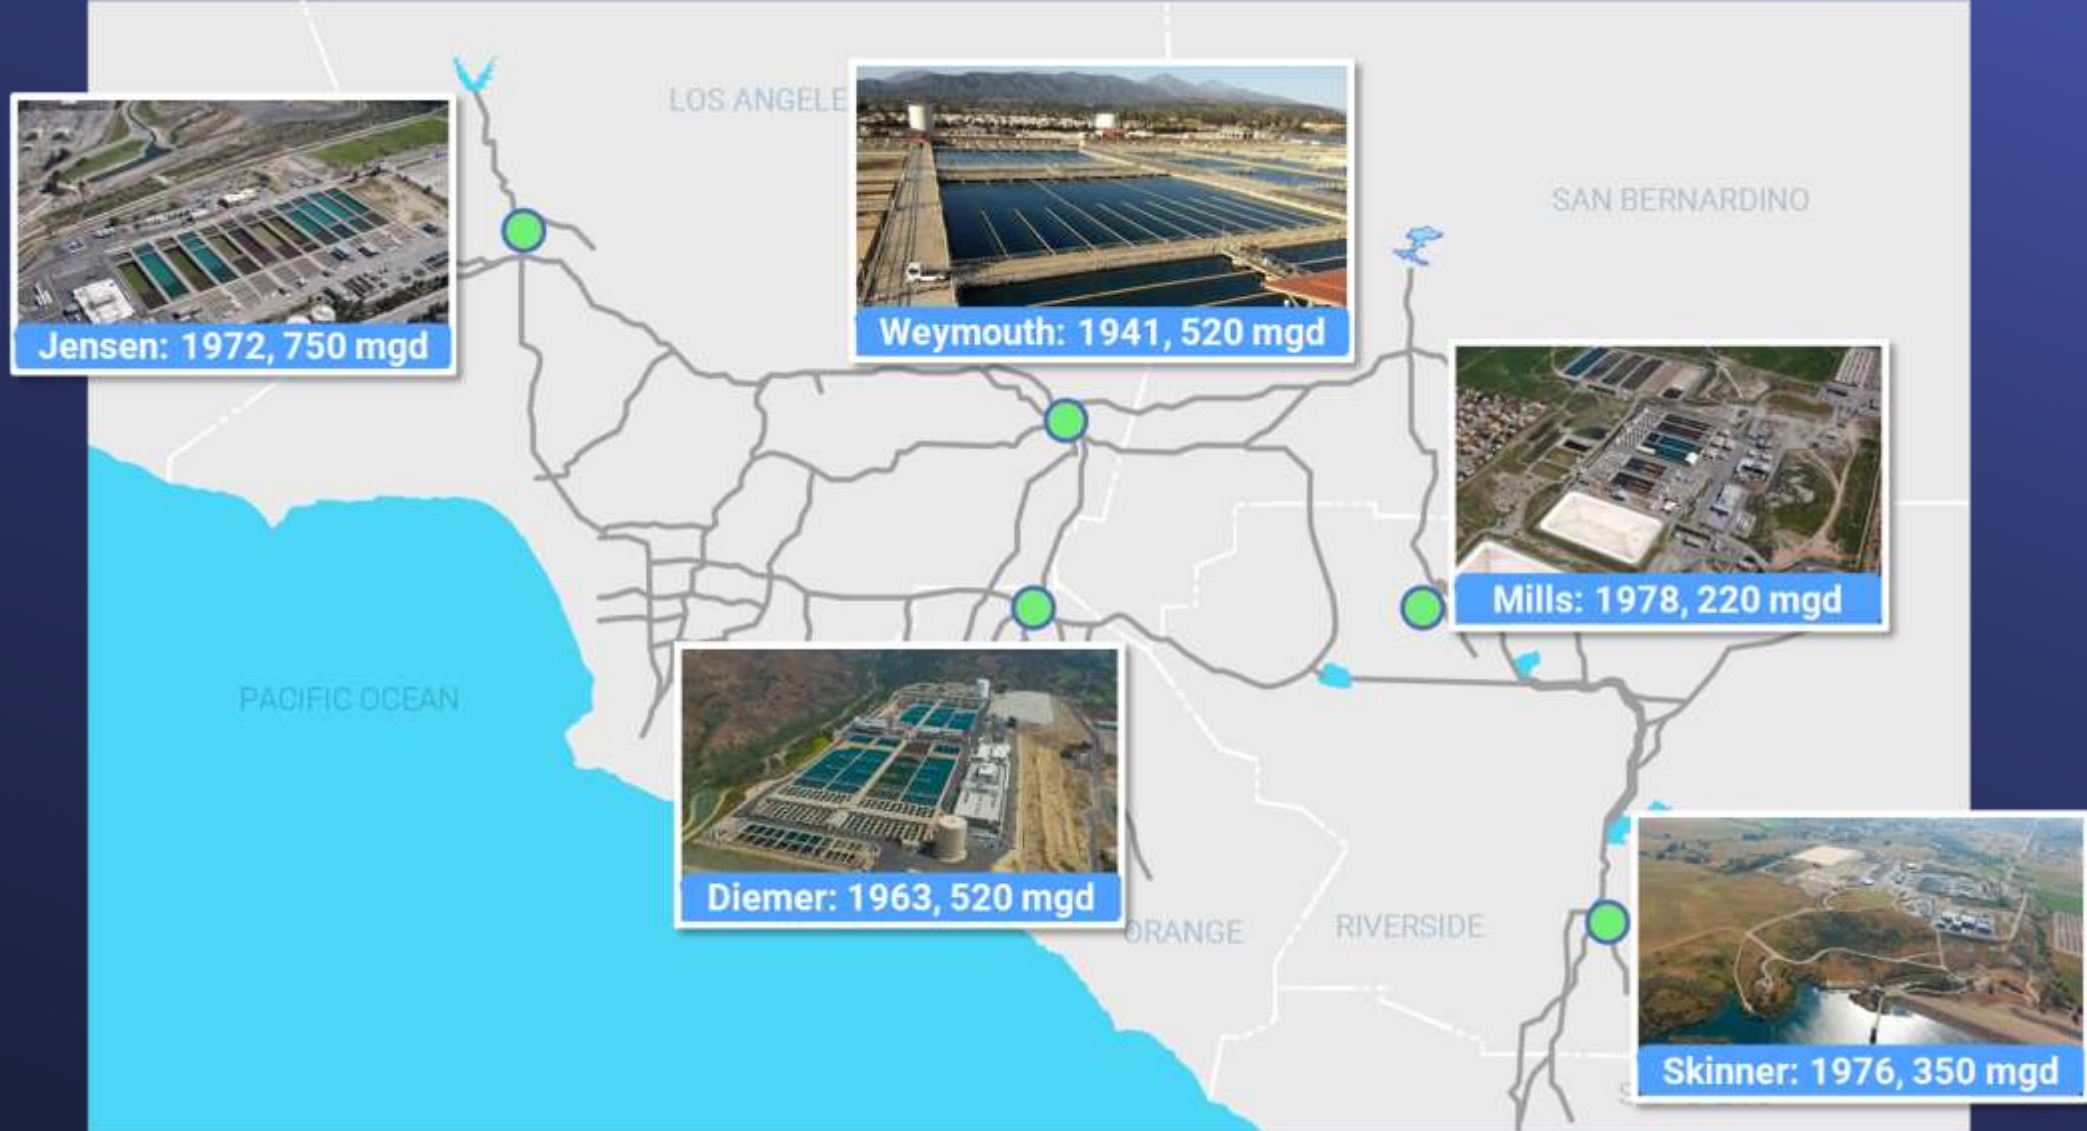 LOS ANGELE
SAN BERNARDINO
Jensen: 1972, 750 mgd
Weymouth: 1941, 520 mgd
Mills: 1978, 220 mgd
PACIFIC OCEAN
Diemer: 1963, 520 mgd
ORANGE
RIVERSIDE
Skinner: 1976, 350 mgd